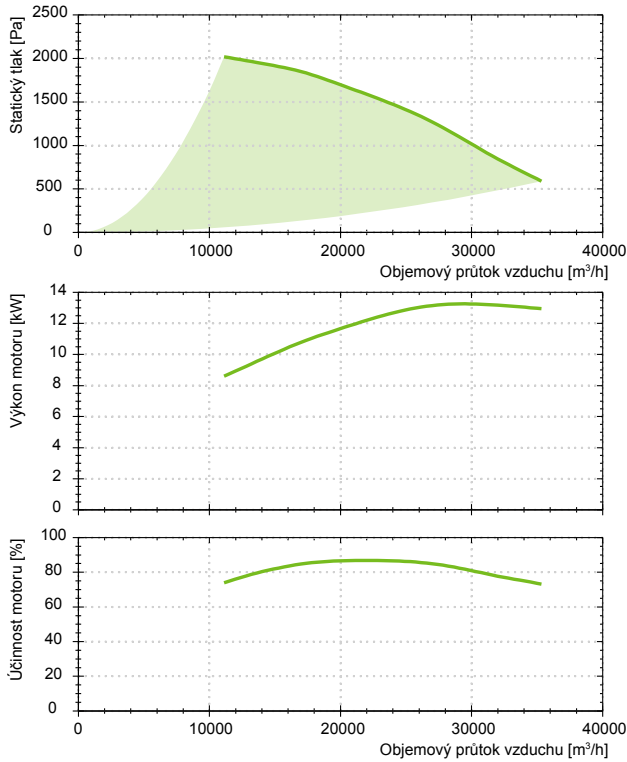 Statický tlak [Pa]
2500
2000
1500
1000
500
0
0 10000 20000 30000 40000
Objemový průtok vzduchu [m³/h]
Výkon motoru [kW]
14
12
10
8
6
4
2
0
Účinnost motoru [%]
100
80
60
40
20
0
0 10000 20000 30000 40000
Objemový průtok vzduchu [m³/h]